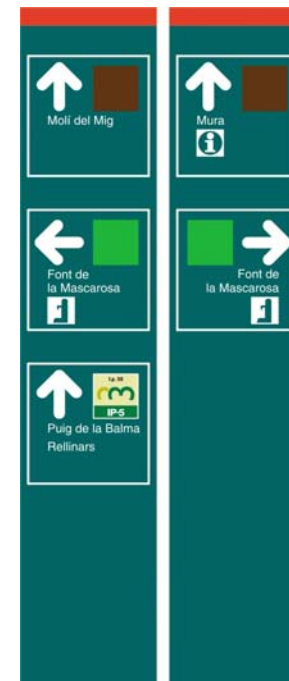 Molí del Mig
Font de
la Mascarosa
IP-5
Puig de la Balma
Rellinars
Mura
i
Font de
la Mascarosa